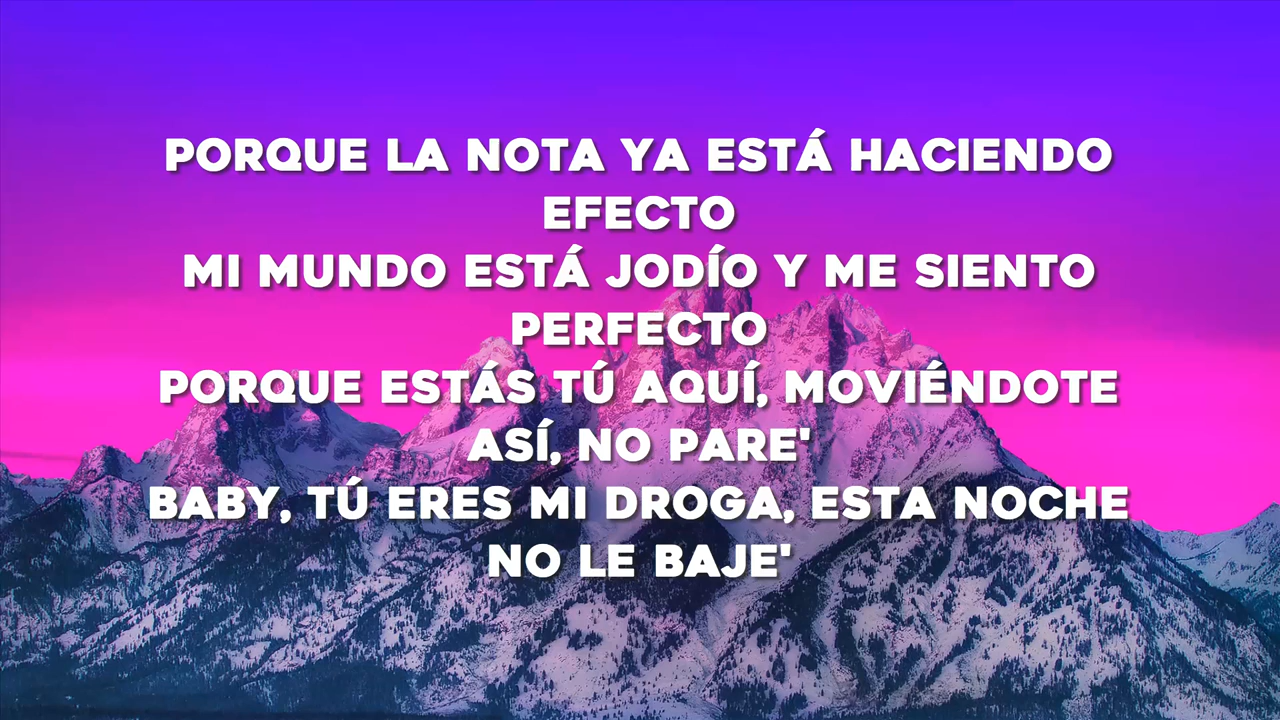 PORQUE LA NOTA YA ESTÁ HACIENDO
EFECTO
MI MUNDO ESTÁ JODÍO Y ME SIENTO
PERFECTO
PORQUE ESTÁS TÚ AQUÍ, MOVIÉNDOTE
ASÍ, NO PARE'
BABY, TÚ ERES MI DROGA, ESTA NOCHE
NO LE BAJE'